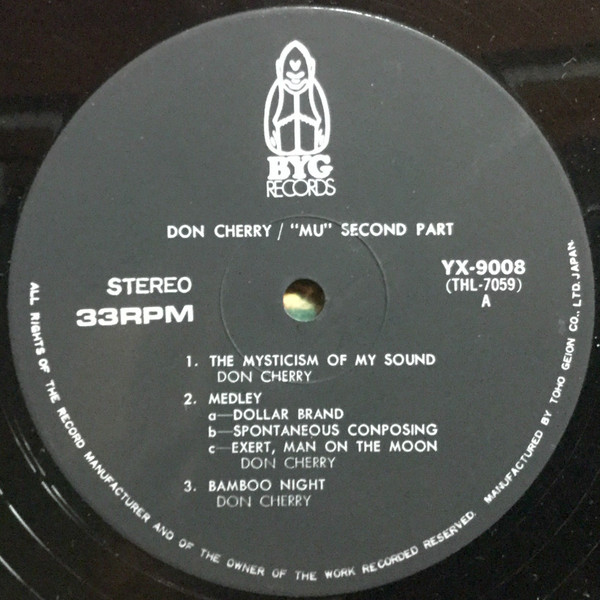 BYG
RECORDS
DON CHERRY / "MU" SECOND PART
STEREO
33RPM
YX-9008
(THL-7059)
A
1. THE MYSTICISM OF MY SOUND
DON CHERRY
2. MEDLEY
a—DOLLAR BRAND
b—SPONTANEOUS CONPOSING
c—EXERT, MAN ON THE MOON
DON CHERRY
3. BAMBOO NIGHT
DON CHERRY
ALL RIGHTS OF THE RECORD MANUFACTURER AND OF THE OWNER OF THE WORK RECORDED RESERVED. MANUFACTURED BY TOHO GEION CO., LTD. JAPAN.